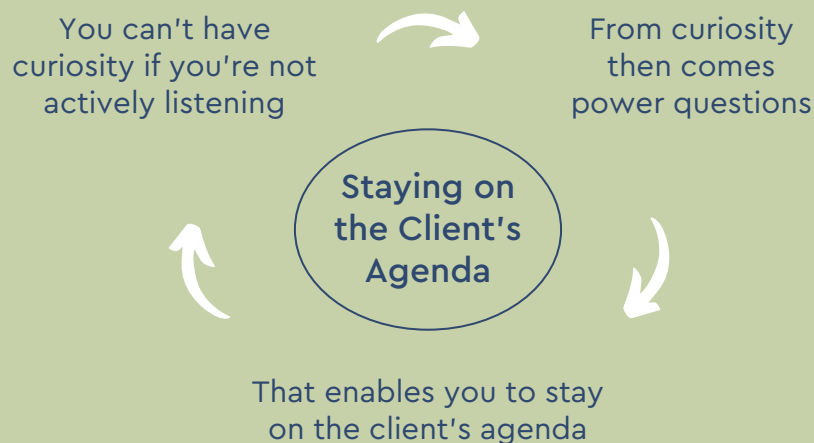 You can't have
curiosity if you're not
actively listening
From curiosity
then comes
power questions
Staying on
the Client's
Agenda
That enables you to stay
on the client's agenda